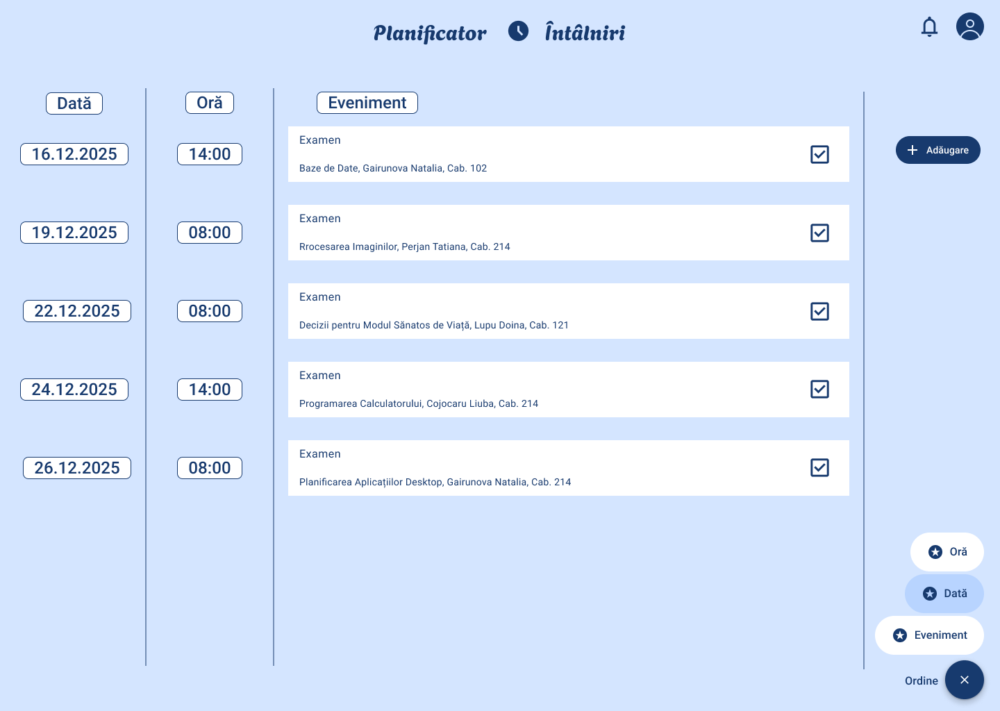 Planificator Întâlniri
Dată Oră Eveniment
16.12.2025 14:00 Examen
Baze de Date, Gairunova Natalia, Cab. 102
Adăugare
19.12.2025 08:00 Examen
Rrocesarea Imaginilor, Perjan Tatiana, Cab. 214
22.12.2025 08:00 Examen
Decizii pentru Modul Sănatos de Viață, Lupu Doina, Cab. 121
24.12.2025 14:00 Examen
Programarea Calculatorului, Cojocaru Liuba, Cab. 214
26.12.2025 08:00 Examen
Planificarea Aplicațiilor Desktop, Gairunova Natalia, Cab. 214
Oră
Dată
Eveniment
Ordine